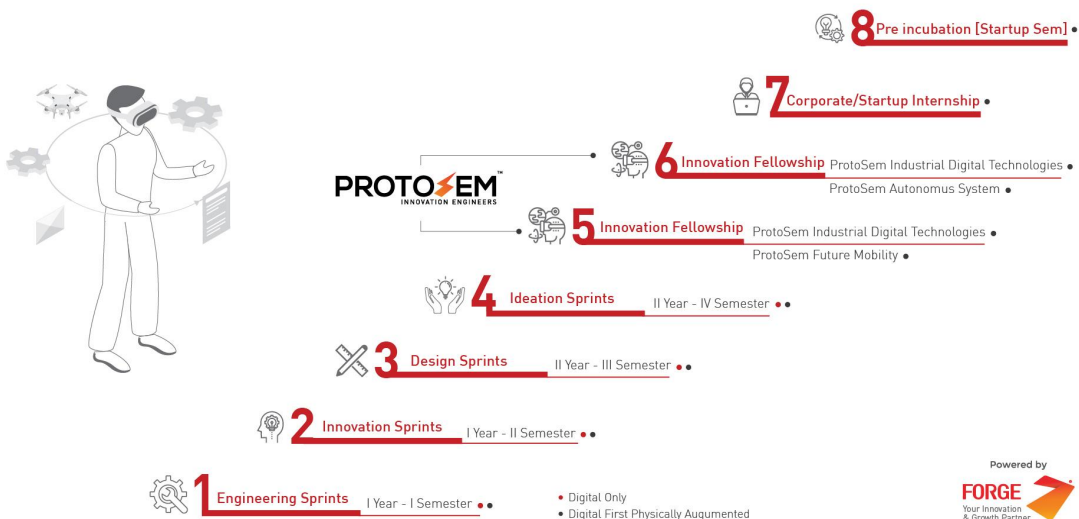 8 Pre incubation [Startup Sem] •
7 Corporate/Startup Internship •
6 Innovation Fellowship ProtoSem Industrial Digital Technologies •
ProtoSem Autonomus System •
PROTOSEM™
INNOVATION ENGINEERS
5 Innovation Fellowship ProtoSem Industrial Digital Technologies •
ProtoSem Future Mobility •
4 Ideation Sprints II Year - IV Semester • •
3 Design Sprints II Year - III Semester • •
2 Innovation Sprints I Year - II Semester • •
1 Engineering Sprints I Year - I Semester • •
• Digital Only
• Digital First Physically Augumented
Powered by
FORGE
Your Innovation
& Growth Partner